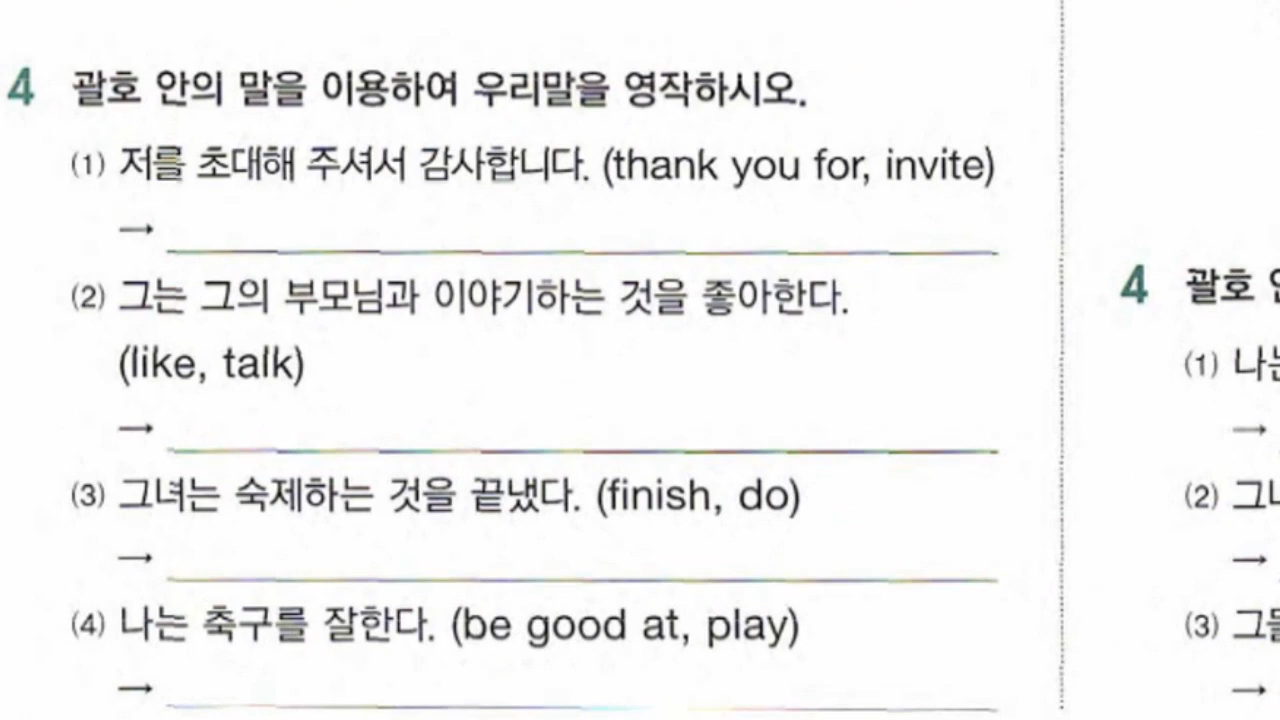 4 괄호 안의 말을 이용하여 우리말을 영작하시오.
(1) 저를 초대해 주셔서 감사합니다. (thank you for, invite)
→
(2) 그는 그의 부모님과 이야기하는 것을 좋아한다.
(like, talk)
→
(3) 그녀는 숙제하는 것을 끝냈다. (finish, do)
→
(4) 나는 축구를 잘한다. (be good at, play)
→
4 괄호
(1) 나는
→
(2)
→
(3)
→